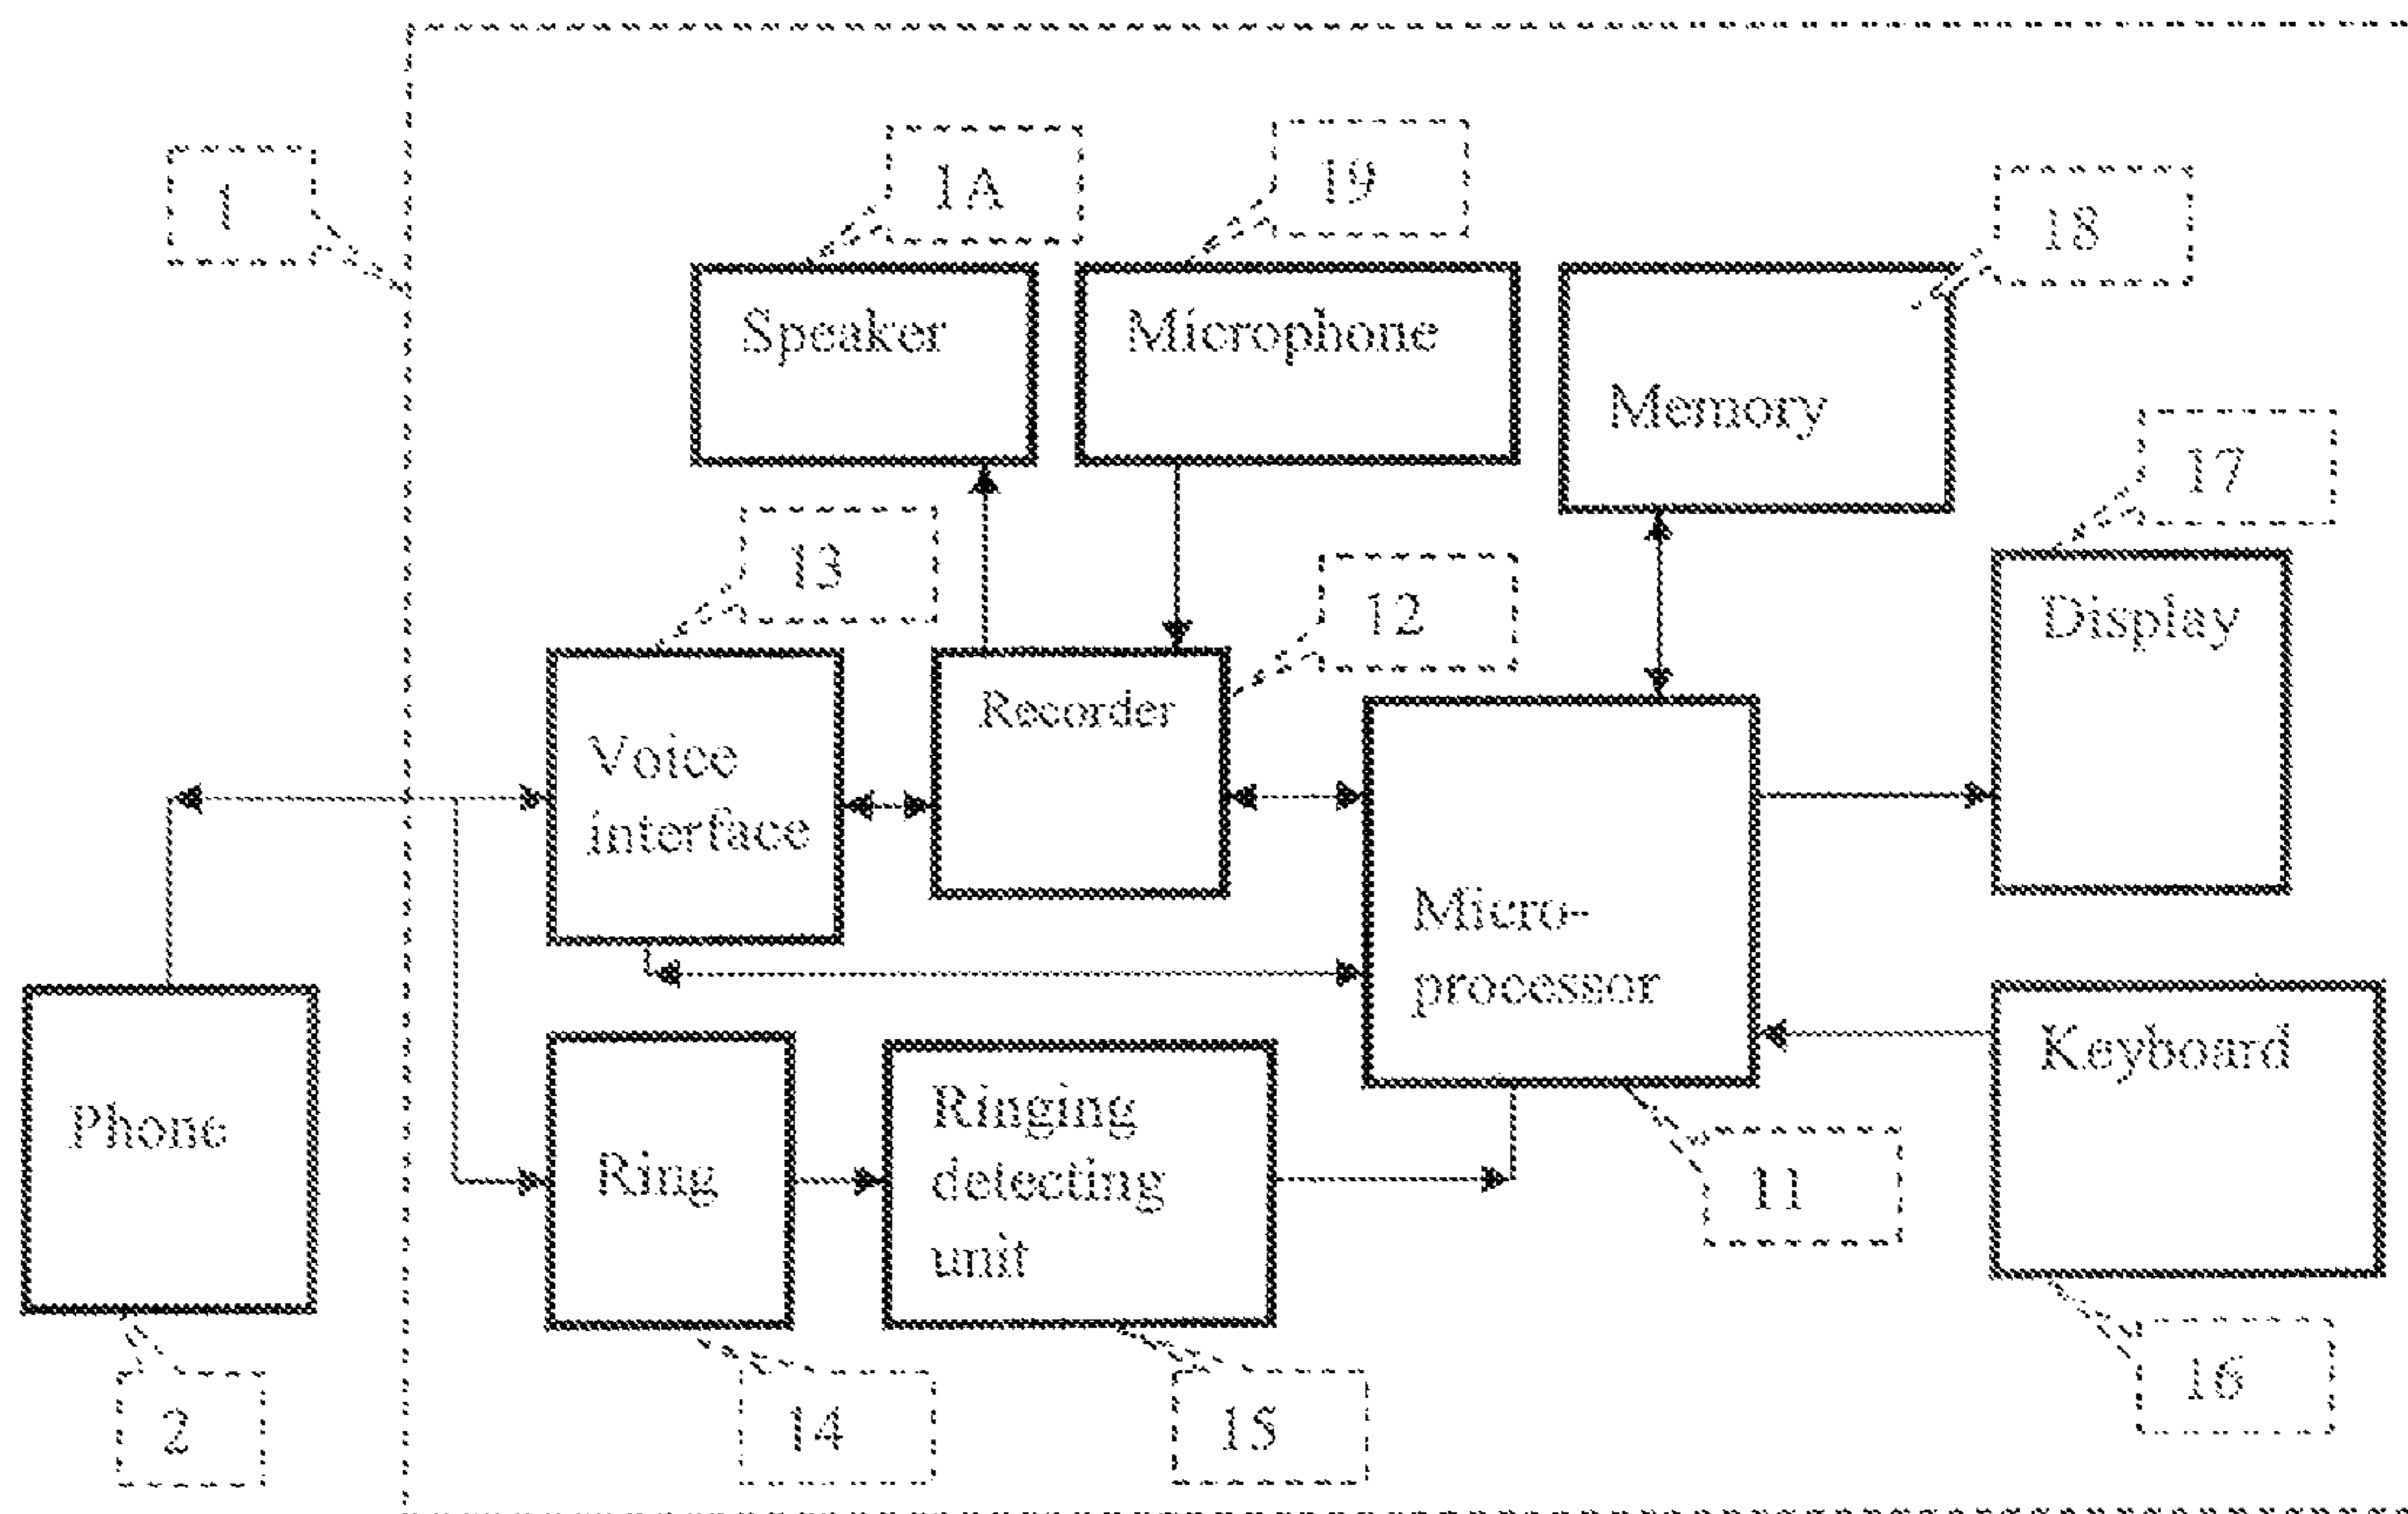 1
1A
19
18
Speaker
Microphone
Memory
17
13
12
Display
Recorder
Voice
interface
Micro-
processor
Keyboard
Phone
Ring
Ringing
detecting
unit
11
2
14
15
16